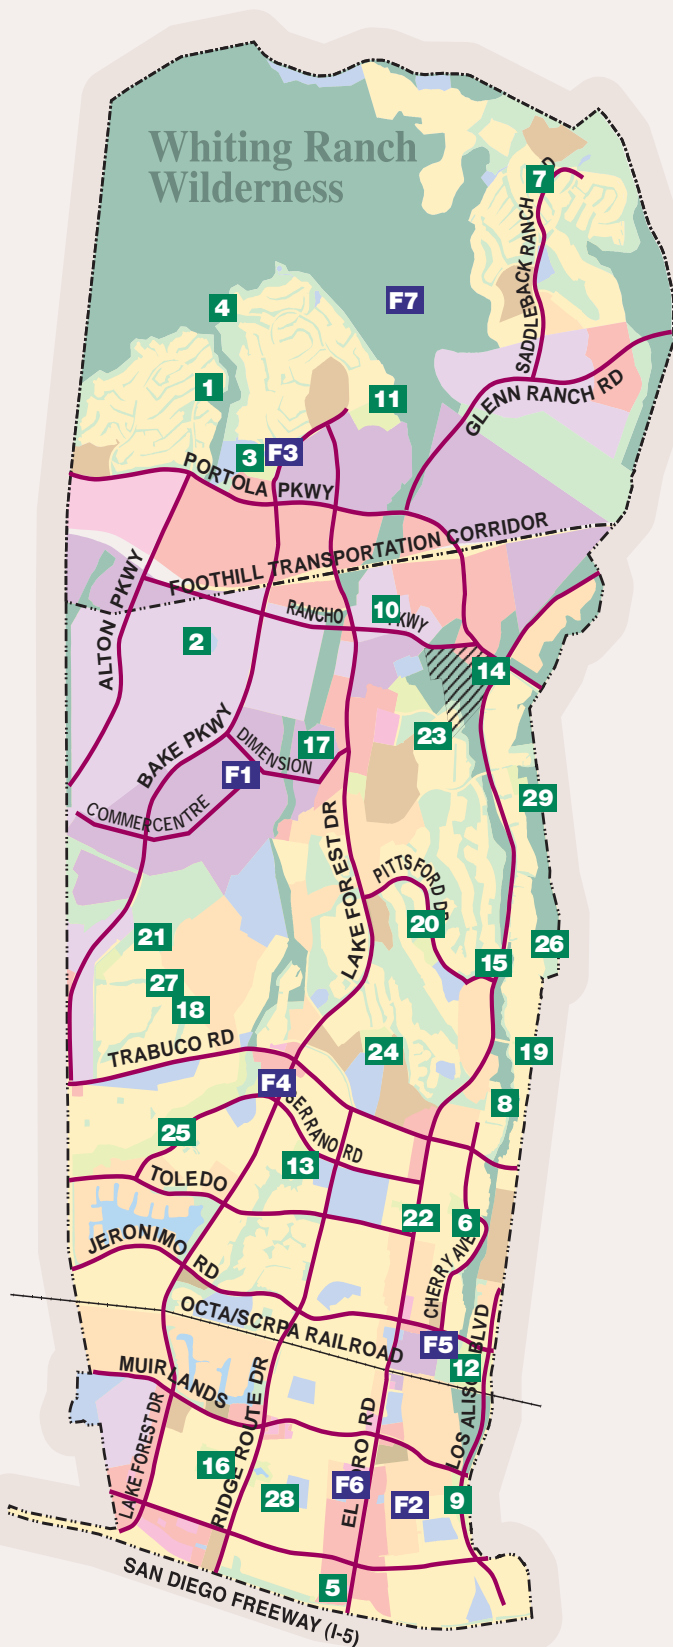 Whiting Ranch
Wilderness
7
SADDLEBACK RANCH
F7
4
1
11
GLENN RANCH RD
3
F3
PORTOLA PKWY
FOOTHILL TRANSPORTATION CORRIDOR
ALTON PKWY
RANCHO PKWY
10
2
14
23
BAKE PKWY
DIMENSION
17
F1
COMMERCENTRE
29
LAKE FOREST DR
PITTSFORD DR
20
21
26
15
27
18
TRABUCO RD
24
19
F4
8
SERRANO RD
25
13
TOLEDO
22
6
JERONIMO RD
CHERRY AVE
OCTA/SCRPA RAILROAD
F5
12
LOS ALISOS BLVD
MUIRLANDS
LAKE FOREST DR
RIDGE ROUTE DR
16
28
F6
F2
9
5
SAN DIEGO FREEWAY (I-5)